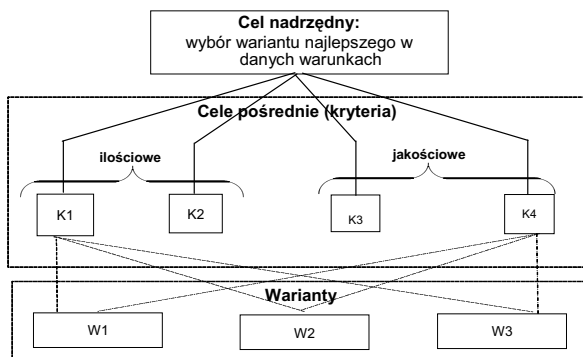 Cel nadrzędny:
wybór wariantu najlepszego w
danych warunkach
Cele pośrednie (kryteria)
ilościowe
jakościowe
K1
K2
K3
K4
Warianty
W1
W2
W3